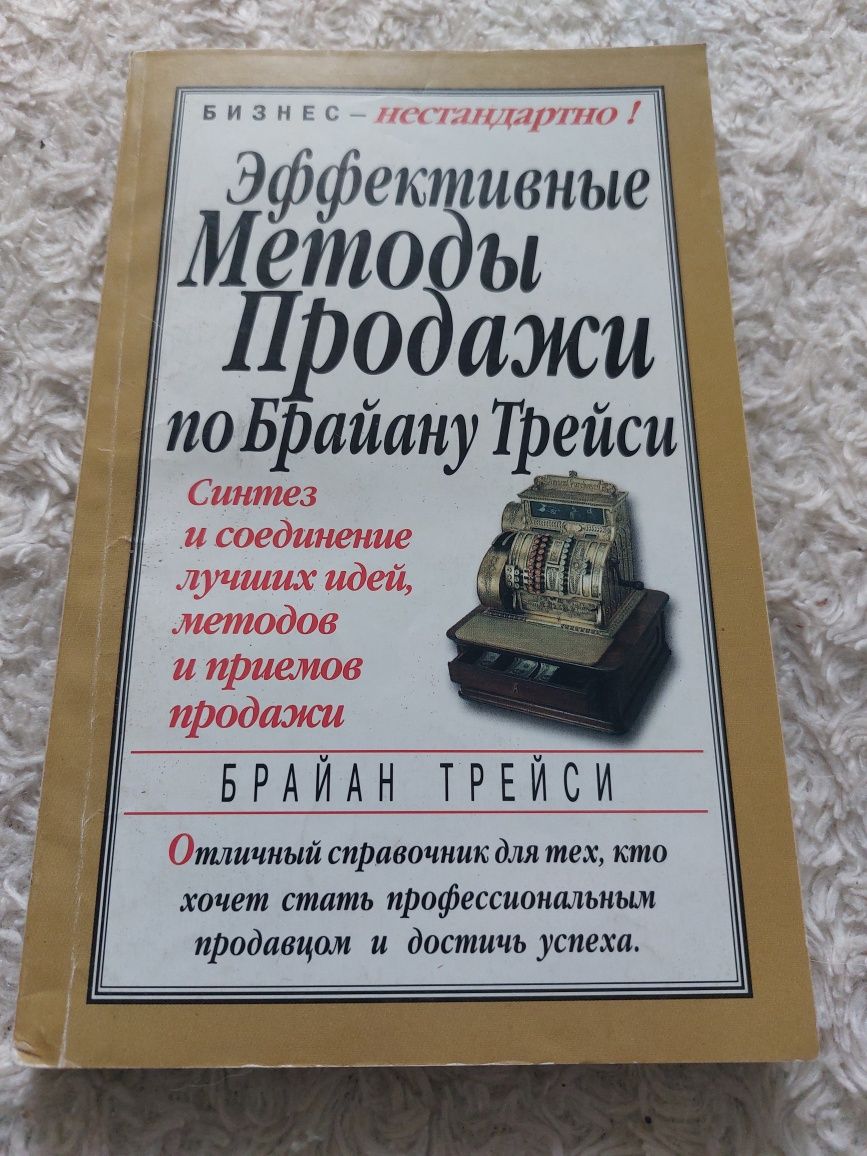 БИЗНЕС – нестандартно!
Эффективные
Методы
Продажи
по Брайану Трейси
Синтез
и соединение
лучших идей,
методов
и приемов
продажи
БРАЙАН ТРЕЙСИ
Отличный справочник для тех, кто
хочет стать профессиональным
продавцом и достичь успеха.